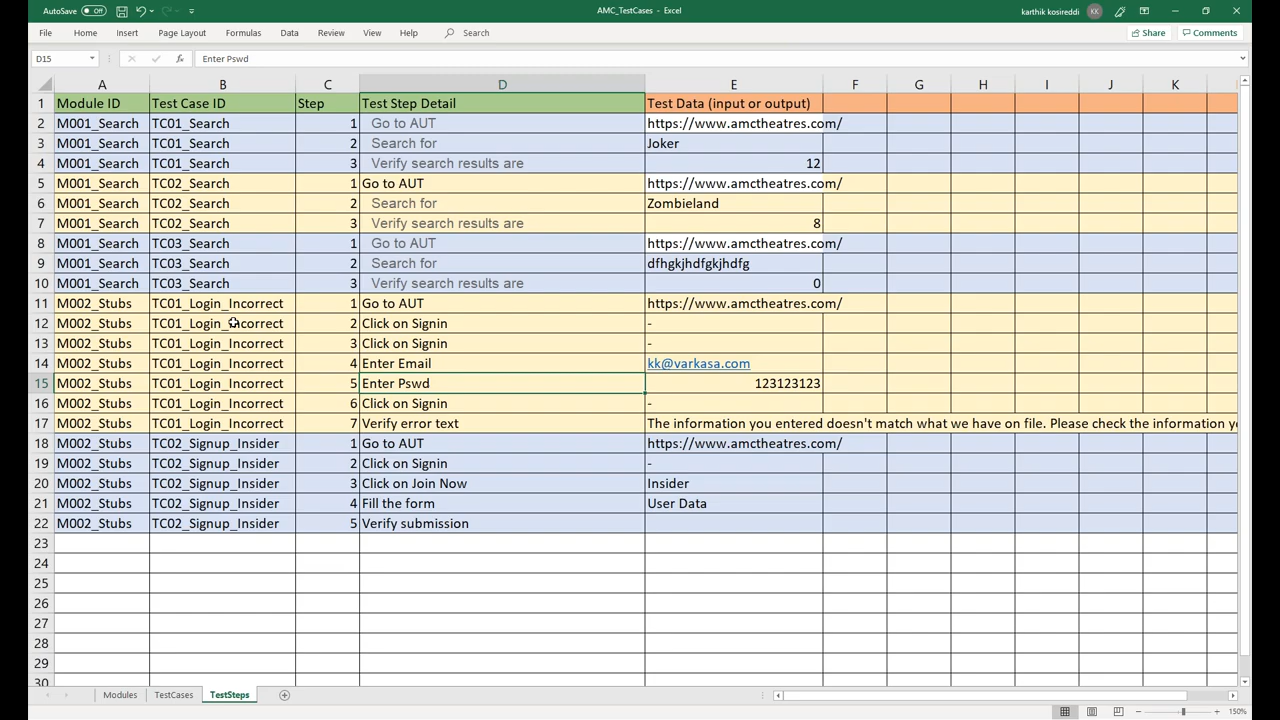 AutoSave Off AMC_TestCases - Excel karthik kosireddi KK
File Home Insert Page Layout Formulas Data Review View Help Search Share Comments
D15 fx Enter Pswd
A B C D E F G H I J K
1 Module ID Test Case ID Step Test Step Detail Test Data (input or output)
2 M001_Search TC01_Search 1 Go to AUT https://www.amctheatres.com/
3 M001_Search TC01_Search 2 Search for Joker
4 M001_Search TC01_Search 3 Verify search results are 12
5 M001_Search TC02_Search 1 Go to AUT https://www.amctheatres.com/
6 M001_Search TC02_Search 2 Search for Zombieland
7 M001_Search TC02_Search 3 Verify search results are 8
8 M001_Search TC03_Search 1 Go to AUT https://www.amctheatres.com/
9 M001_Search TC03_Search 2 Search for dfhgkjhdfgkjhdfg
10 M001_Search TC03_Search 3 Verify search results are 0
11 M002_Stubs TC01_Login_Incorrect 1 Go to AUT https://www.amctheatres.com/
12 M002_Stubs TC01_Login_Incorrect 2 Click on Signin -
13 M002_Stubs TC01_Login_Incorrect 3 Click on Signin -
14 M002_Stubs TC01_Login_Incorrect 4 Enter Email kk@varkasa.com
15 M002_Stubs TC01_Login_Incorrect 5 Enter Pswd 123123123
16 M002_Stubs TC01_Login_Incorrect 6 Click on Signin -
17 M002_Stubs TC01_Login_Incorrect 7 Verify error text The information you entered doesn't match what we have on file. Please check the information y
18 M002_Stubs TC02_Signup_Insider 1 Go to AUT https://www.amctheatres.com/
19 M002_Stubs TC02_Signup_Insider 2 Click on Signin -
20 M002_Stubs TC02_Signup_Insider 3 Click on Join Now Insider
21 M002_Stubs TC02_Signup_Insider 4 Fill the form User Data
22 M002_Stubs TC02_Signup_Insider 5 Verify submission
23
24
25
26
27
28
29
30
Modules TestCases TestSteps
150%